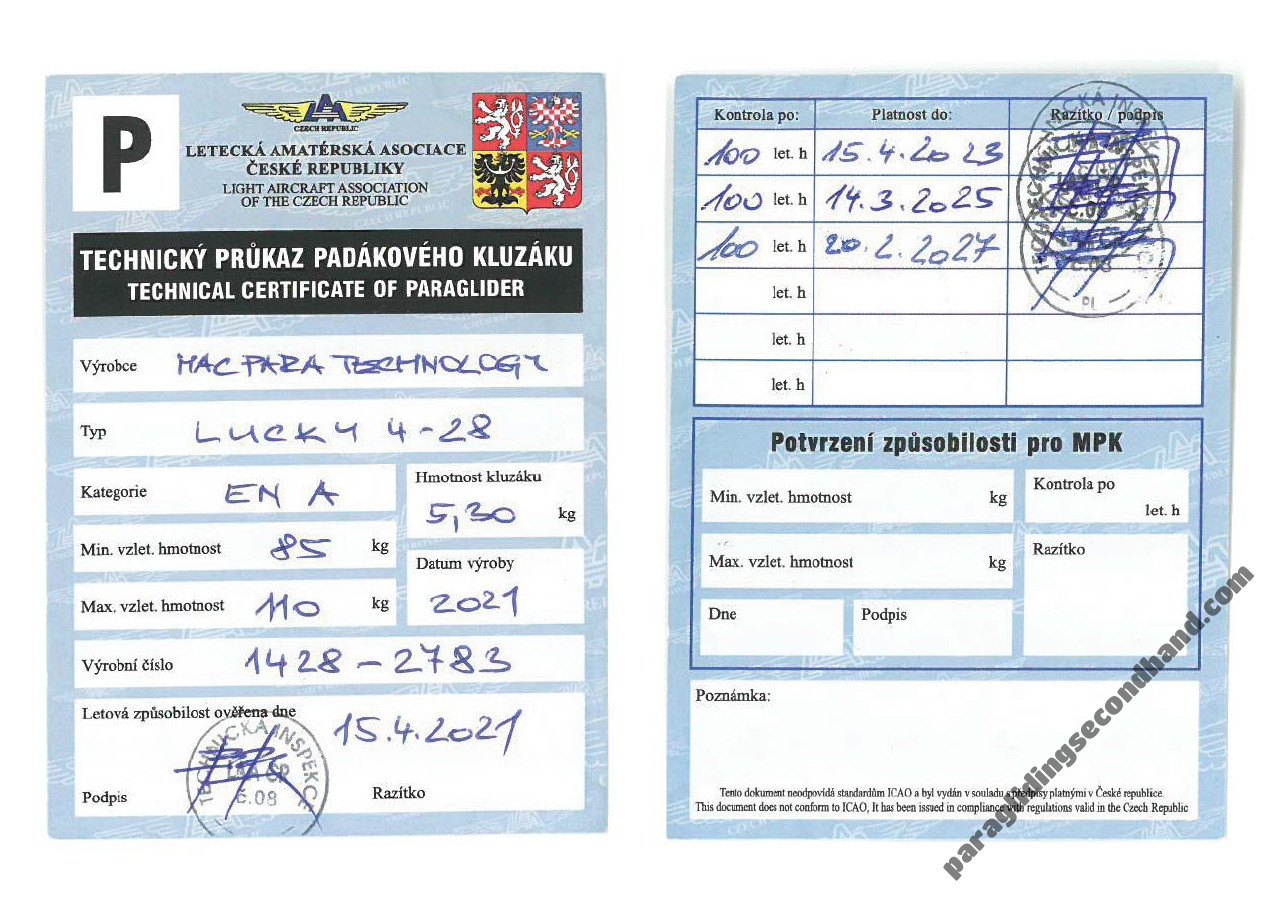 P
CZECH REPUBLIC
LETECKÁ AMATÉRSKÁ ASOCIACE
ČESKÉ REPUBLIKY
LIGHT AIRCRAFT ASSOCIATION
OF THE CZECH REPUBLIC
TECHNICKÝ PRŮKAZ PADÁKOVÉHO KLUZÁKU
TECHNICAL CERTIFICATE OF PARAGLIDER
Výrobce MAC PARA TECHNOLOGY
Typ LUCKY 4-28
Kategorie EN A
Hmotnost kluzáku
5,30 kg
Min. vzlet. hmotnost 85 kg
Datum výroby
2021
Max. vzlet. hmotnost 110 kg
Výrobní číslo 1428-2783
Letová způsobilost ověřena dne
15.4.2021
TECHNICKÁ INSPEKCE
LAA ČR
č.08
Podpis Razítko
Kontrola po: Platnost do: Razítko / podpis
100 let. h 15.4.2023
100 let. h 14.3.2025
100 let. h 20.2.2027
let. h
let. h
let. h
TECHNICKÁ INSPEKCE
č.08
Potvrzení způsobilosti pro MPK
Min. vzlet. hmotnost kg
Kontrola po
let. h
Max. vzlet. hmotnost kg
Razítko
Dne Podpis
Poznámka:
Tento dokument neodpovídá standardům ICAO a byl vydán v souladu s předpisy platnými v České republice.
This document does not conform to ICAO, It has been issued in compliance with regulations valid in the Czech Republic
paraglidingsecondhand.com